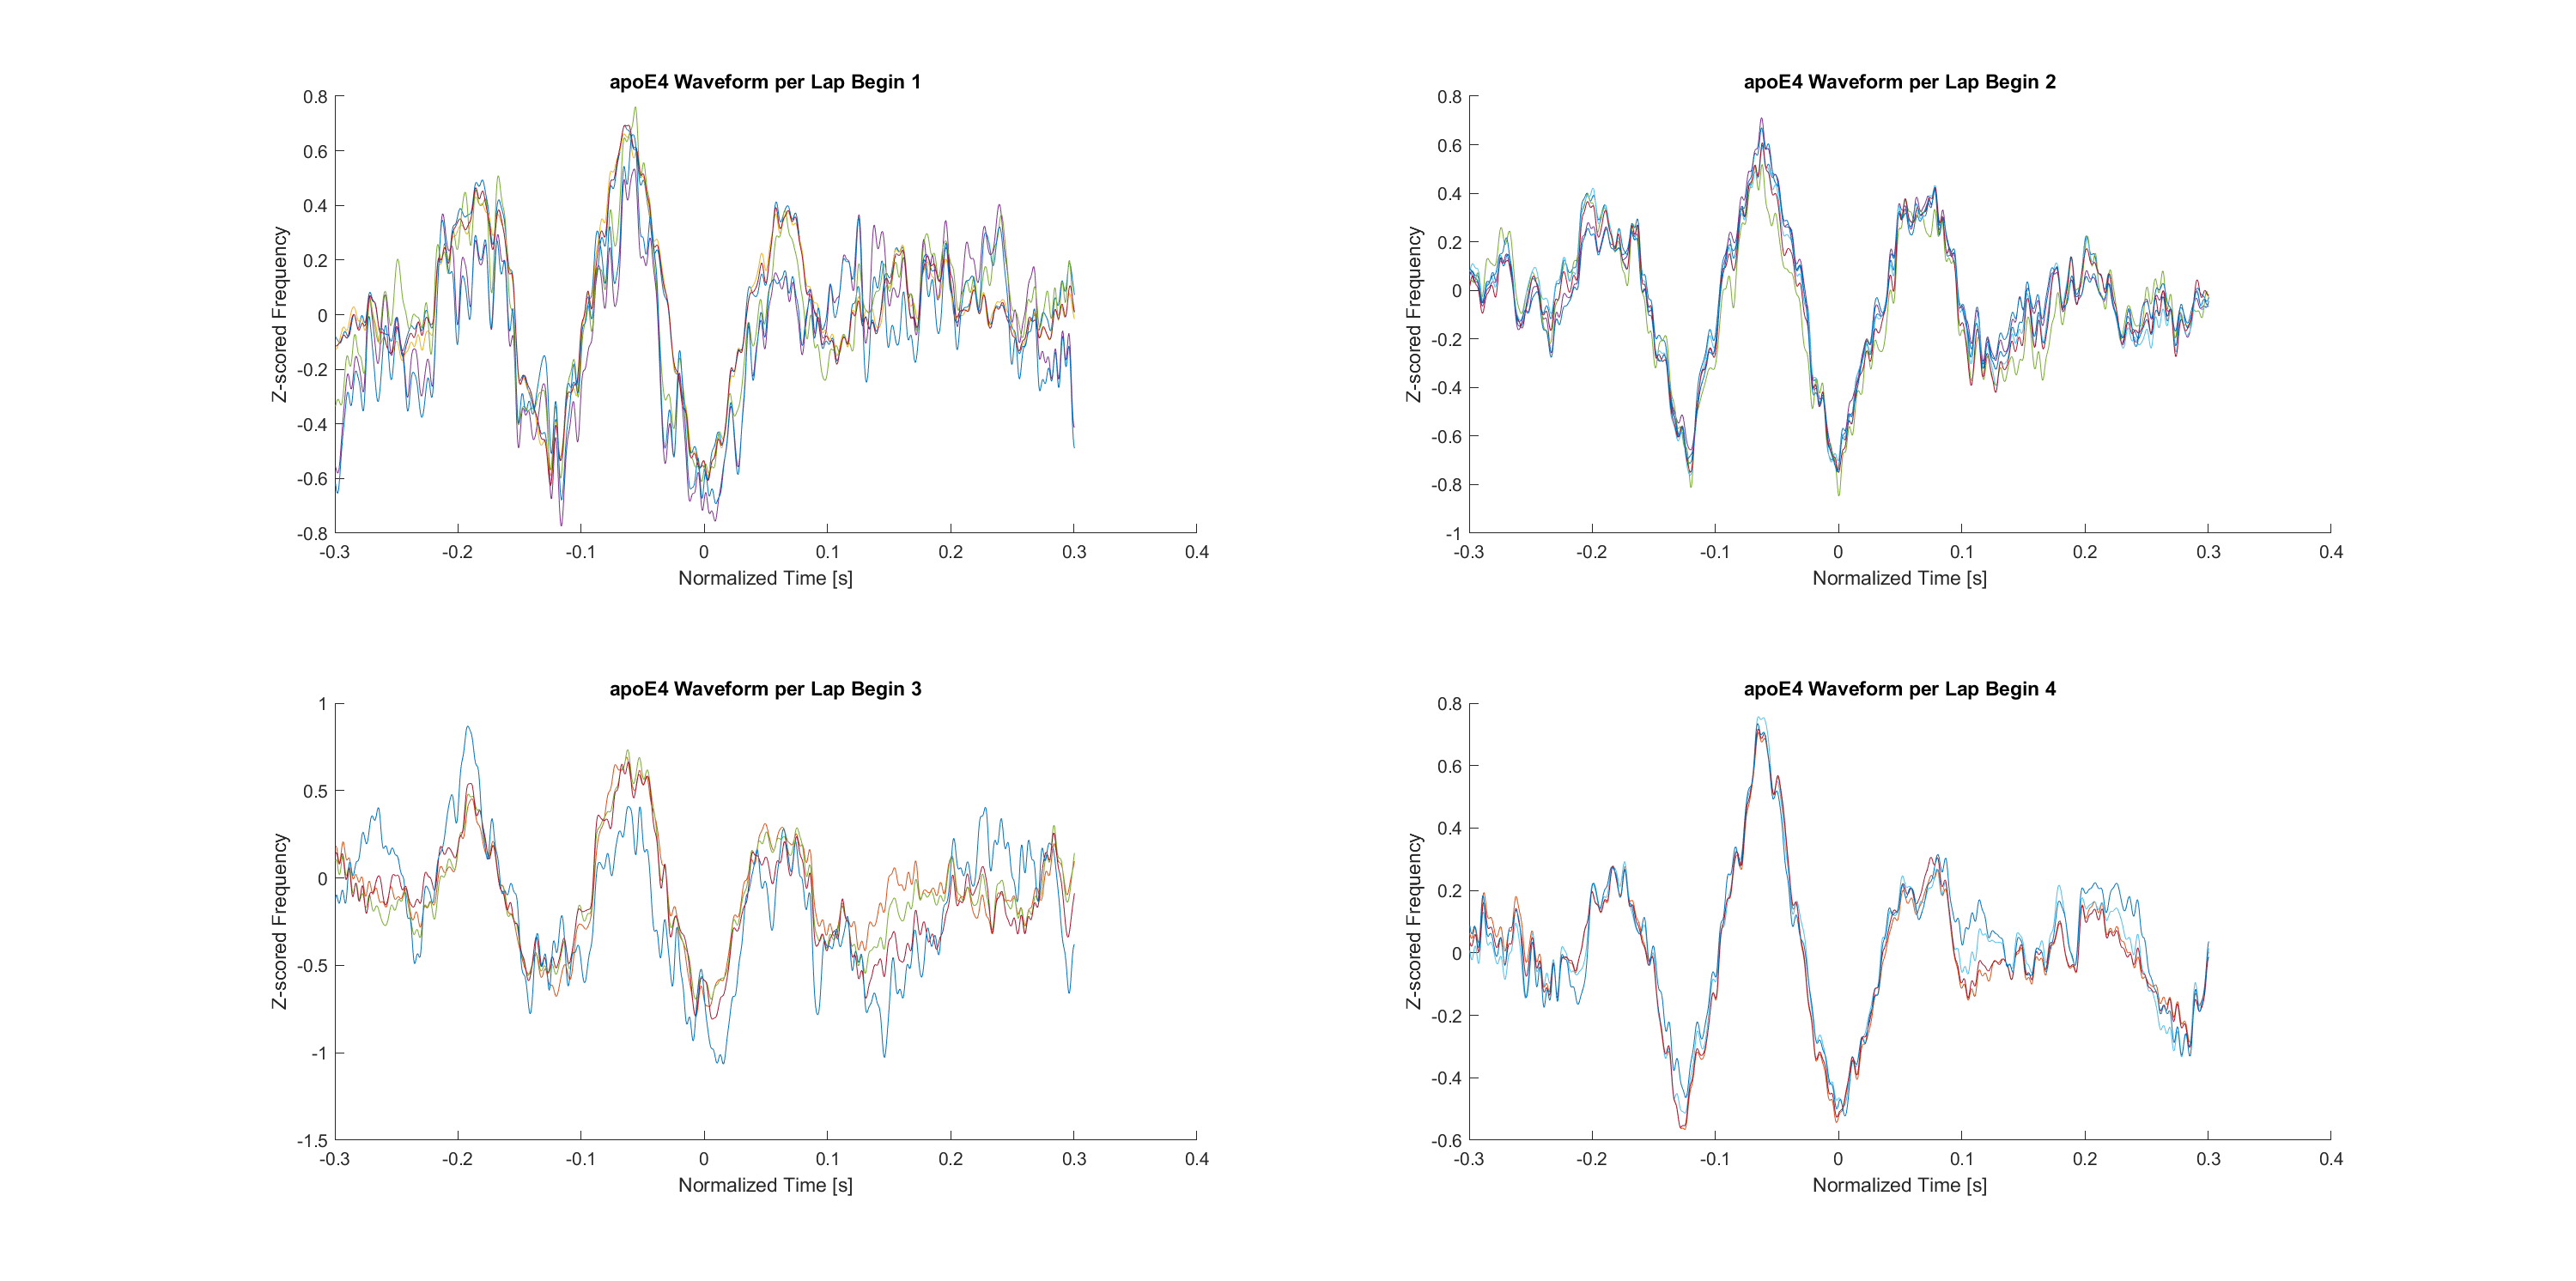 apoE4 Waveform per Lap Begin 1
0.8
0.6
0.4
0.2
0
-0.2
-0.4
-0.6
-0.8
Z-scored Frequency
-0.3 -0.2 -0.1 0 0.1 0.2 0.3 0.4
Normalized Time [s]
apoE4 Waveform per Lap Begin 2
0.8
0.6
0.4
0.2
0
-0.2
-0.4
-0.6
-0.8
-1
Z-scored Frequency
-0.3 -0.2 -0.1 0 0.1 0.2 0.3 0.4
Normalized Time [s]
apoE4 Waveform per Lap Begin 3
1
0.5
0
-0.5
-1
-1.5
Z-scored Frequency
-0.3 -0.2 -0.1 0 0.1 0.2 0.3 0.4
Normalized Time [s]
apoE4 Waveform per Lap Begin 4
0.8
0.6
0.4
0.2
0
-0.2
-0.4
-0.6
Z-scored Frequency
-0.3 -0.2 -0.1 0 0.1 0.2 0.3 0.4
Normalized Time [s]